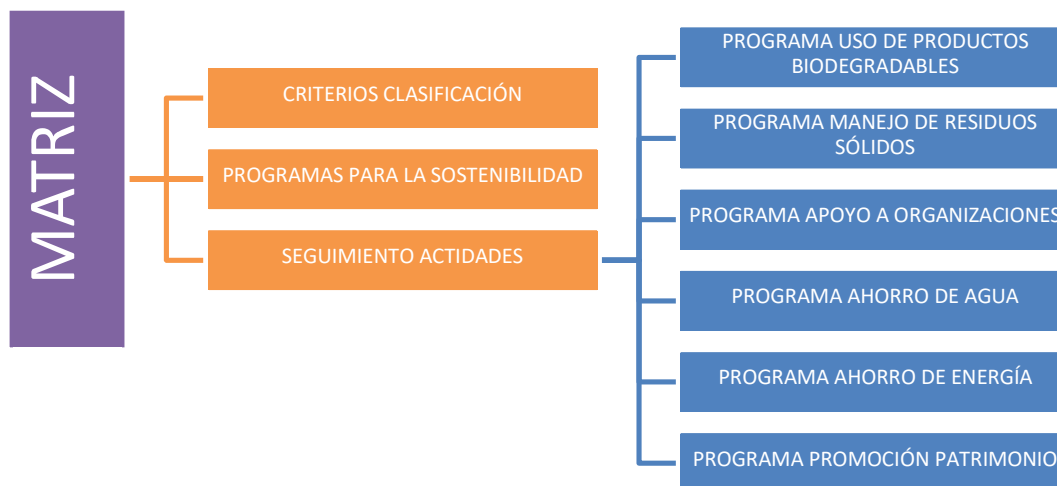 MATRIZ
CRITERIOS CLASIFICACIÓN
PROGRAMAS PARA LA SOSTENIBILIDAD
SEGUIMIENTO ACTIDADES
PROGRAMA USO DE PRODUCTOS
BIODEGRADABLES
PROGRAMA MANEJO DE RESIDUOS
SÓLIDOS
PROGRAMA APOYO A ORGANIZACIONES
PROGRAMA AHORRO DE AGUA
PROGRAMA AHORRO DE ENERGÍA
PROGRAMA PROMOCIÓN PATRIMONIO